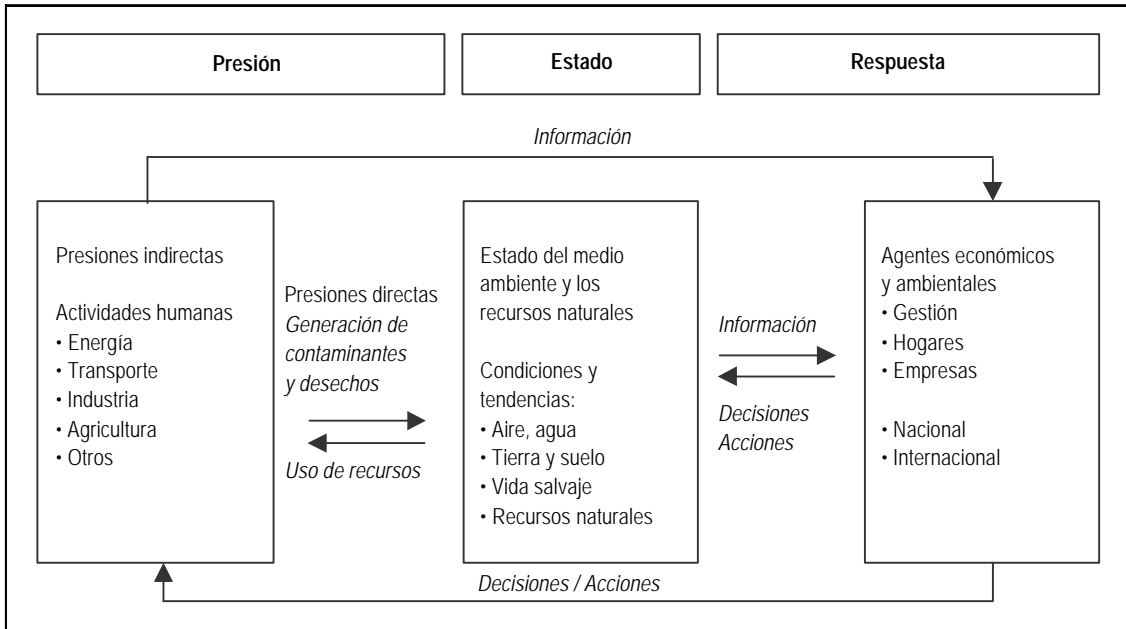 Presión
Estado
Respuesta
Información
Presiones indirectas
Actividades humanas
• Energía
• Transporte
• Industria
• Agricultura
• Otros
Presiones directas
Generación de
contaminantes
y desechos
Uso de recursos
Estado del medio
ambiente y los
recursos naturales
Condiciones y
tendencias:
• Aire, agua
• Tierra y suelo
• Vida salvaje
• Recursos naturales
Información
Decisiones
Acciones
Agentes económicos
y ambientales
• Gestión
• Hogares
• Empresas
• Nacional
• Internacional
Decisiones / Acciones